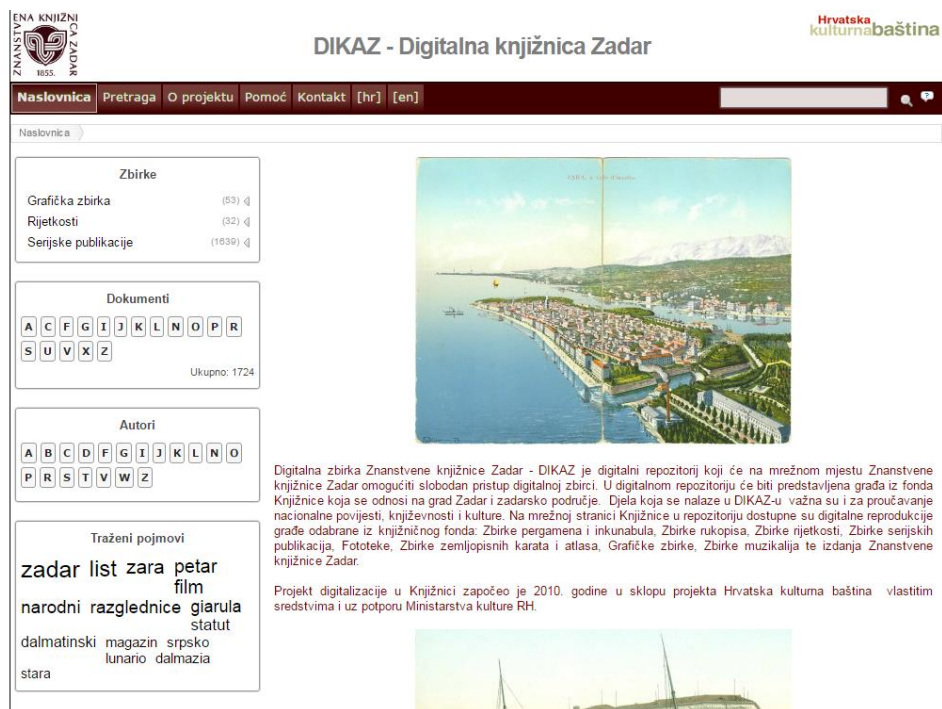 ZNANSTVENA KNJIŽNICA ZADAR
1855.
DIKAZ - Digitalna knjižnica Zadar
Hrvatska
kulturnabaština
Naslovnica Pretraga O projektu Pomoć Kontakt [hr] [en]
Naslovnica
Zbirke
Grafička zbirka (53)
Rijetkosti (32)
Serijske publikacije (1639)
Dokumenti
A C F G I J K L N O P R
S U V X Z
Ukupno: 1724
Autori
A B C D F G I J K L N O
P R S T V W Z
Traženi pojmovi
zadar list zara petar
film
narodni razglednice giarula
statut
dalmatinski magazin srpsko
lunario dalmazia
stara
Digitalna zbirka Znanstvene knjižnice Zadar - DIKAZ je digitalni repozitorij koji će na mrežnom mjestu Znanstvene
knjižnice Zadar omogućiti slobodan pristup digitalnoj zbirci. U digitalnom repozitoriju će biti predstavljena građa iz fonda
Knjižnice koja se odnosi na grad Zadar i zadarsko područje. Djela koja se nalaze u DIKAZ-u važna su i za proučavanje
nacionalne povijesti, književnosti i kulture. Na mrežnoj stranici Knjižnice u repozitoriju dostupne su digitalne reprodukcije
građe odabrane iz knjižničnog fonda: Zbirke pergamena i inkunabula, Zbirke rukopisa, Zbirke rijetkosti, Zbirke serijskih
publikacija, Fototeke, Zbirke zemljopisnih karata i atlasa, Grafičke zbirke, Zbirke muzikalija te izdanja Znanstvene
knjižnice Zadar.
Projekt digitalizacije u Knjižnici započeo je 2010. godine u sklopu projekta Hrvatska kulturna baština vlastitim
sredstvima i uz potporu Ministarstva kulture RH.